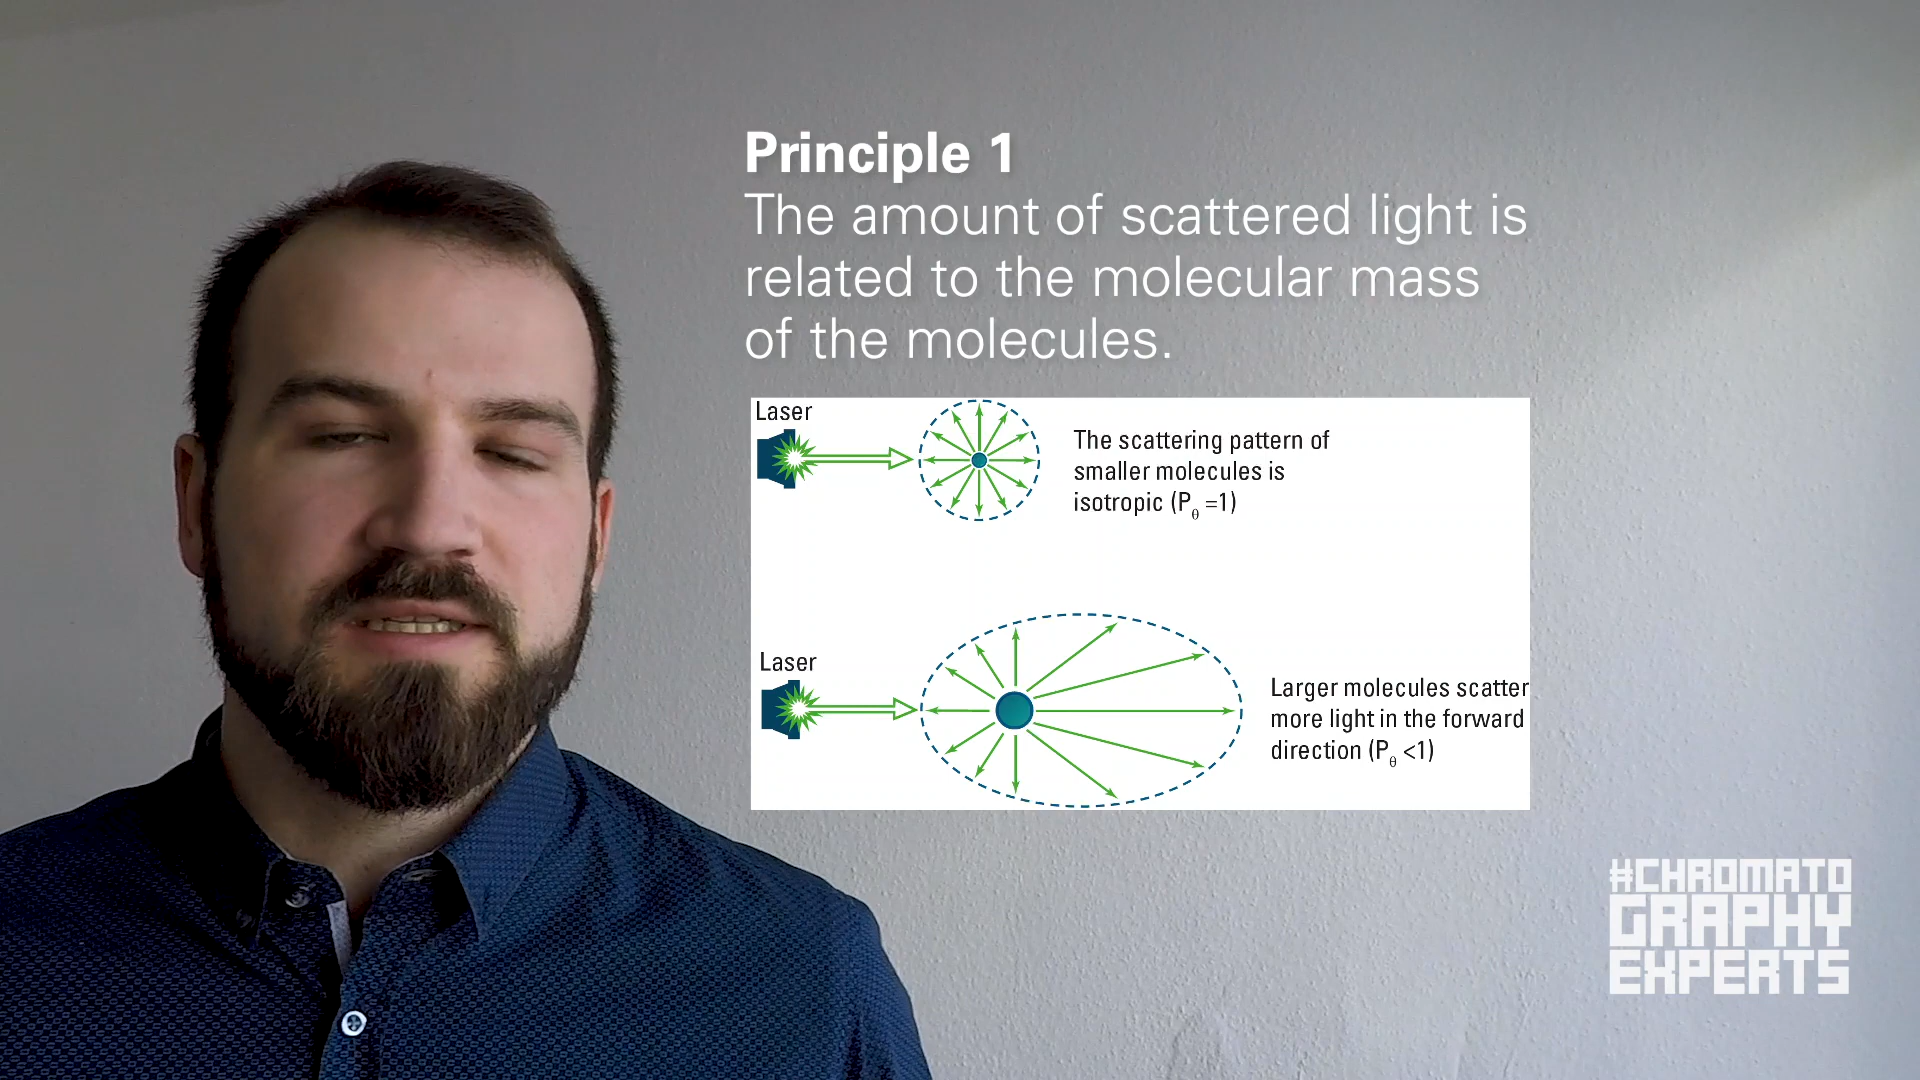 Principle 1
The amount of scattered light is
related to the molecular mass
of the molecules.
Laser
The scattering pattern of
smaller molecules is
isotropic (Pθ =1)
Laser
Larger molecules scatter
more light in the forward
direction (Pθ <1)
#CHROMATO
GRAPHY
EXPERTS